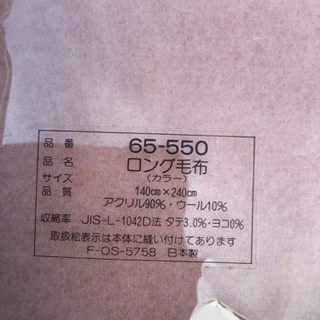 品番 65-550
品名 ロング毛布
サイズ (カラー)
140cm×240cm
品質 アクリル90%・ウール10%
収縮率 JIS-L-1042D法 タテ3.0%・ヨコ0%
取扱絵表示は本体に縫い付けてあります
F-OS-5758 日本製